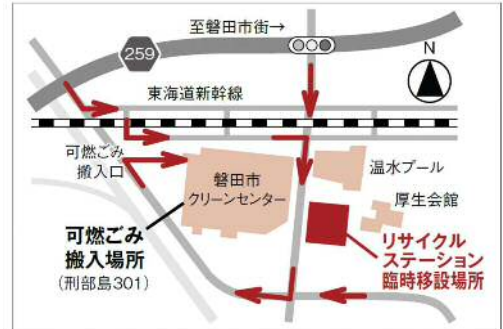 至磐田市街→
259
N
東海道新幹線
可燃ごみ
搬入口
磐田市
クリーンセンター
温水プール
厚生会館
可燃ごみ
搬入場所
(刑部島301)
リサイクル
ステーション
臨時移設場所